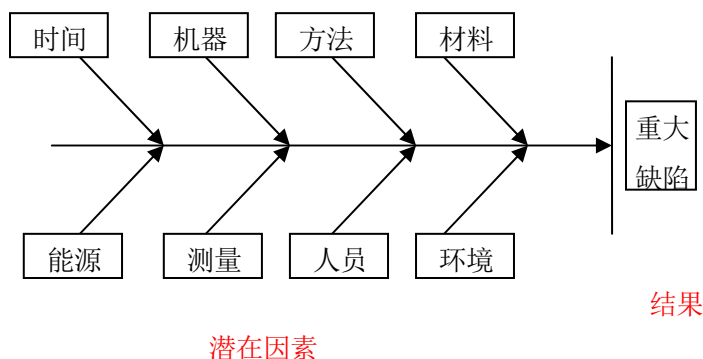 时间
机器
方法
材料
重大
缺陷
能源
测量
人员
环境
结果
潜在因素